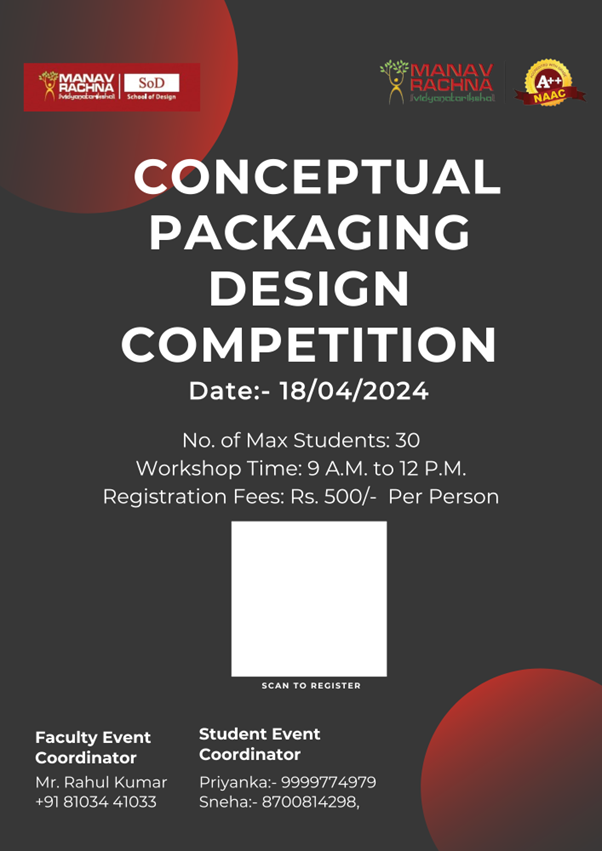 MANAV
RACHNA
vidyanatariksha
SoD
School of Design
MANAV
RACHNA
vidyanatariksha
A++
NAAC
CONCEPTUAL
PACKAGING
DESIGN
COMPETITION
Date:- 18/04/2024
No. of Max Students: 30
Workshop Time: 9 A.M. to 12 P.M.
Registration Fees: Rs. 500/- Per Person
SCAN TO REGISTER
Faculty Event
Coordinator
Mr. Rahul Kumar
+91 81034 41033
Student Event
Coordinator
Priyanka:- 9999774979
Sneha:- 8700814298,